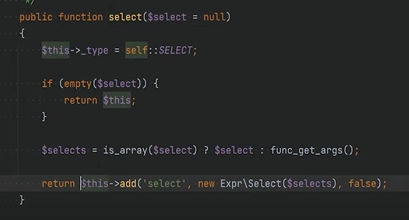 */
public function select($select = null)
{
$this->_type = self::SELECT;
if (empty($select)) {
return $this;
}
$selects = is_array($select) ? $select : func_get_args();
return $this->add('select', new Expr\Select($selects), false);
}